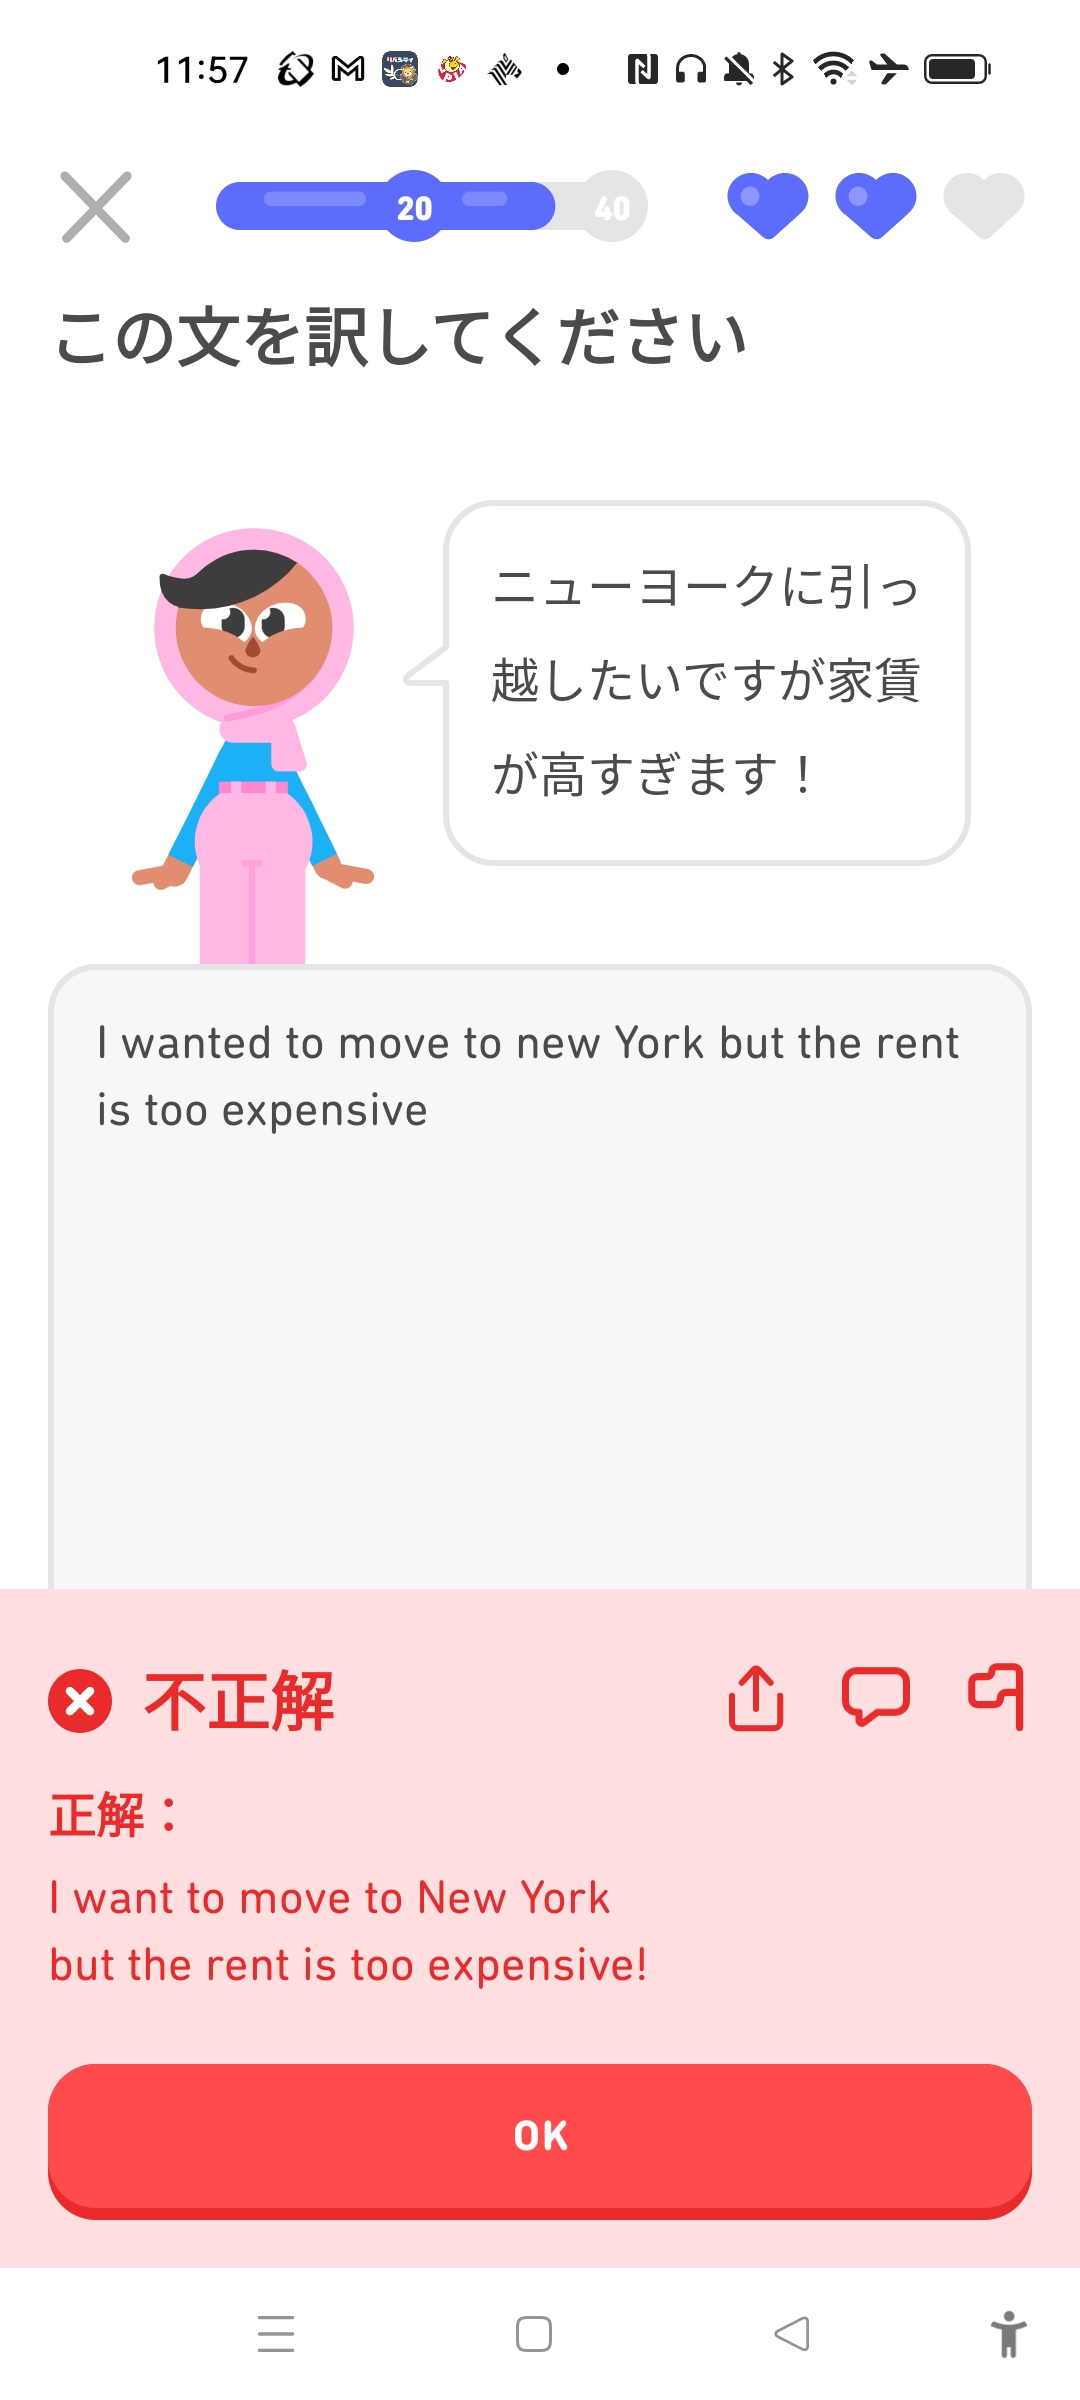 11:57
20
40
この文を訳してください
ニューヨークに引っ
越したいですが家賃
が高すぎます！
I wanted to move to new York but the rent
is too expensive
不正解
正解：
I want to move to New York
but the rent is too expensive!
OK